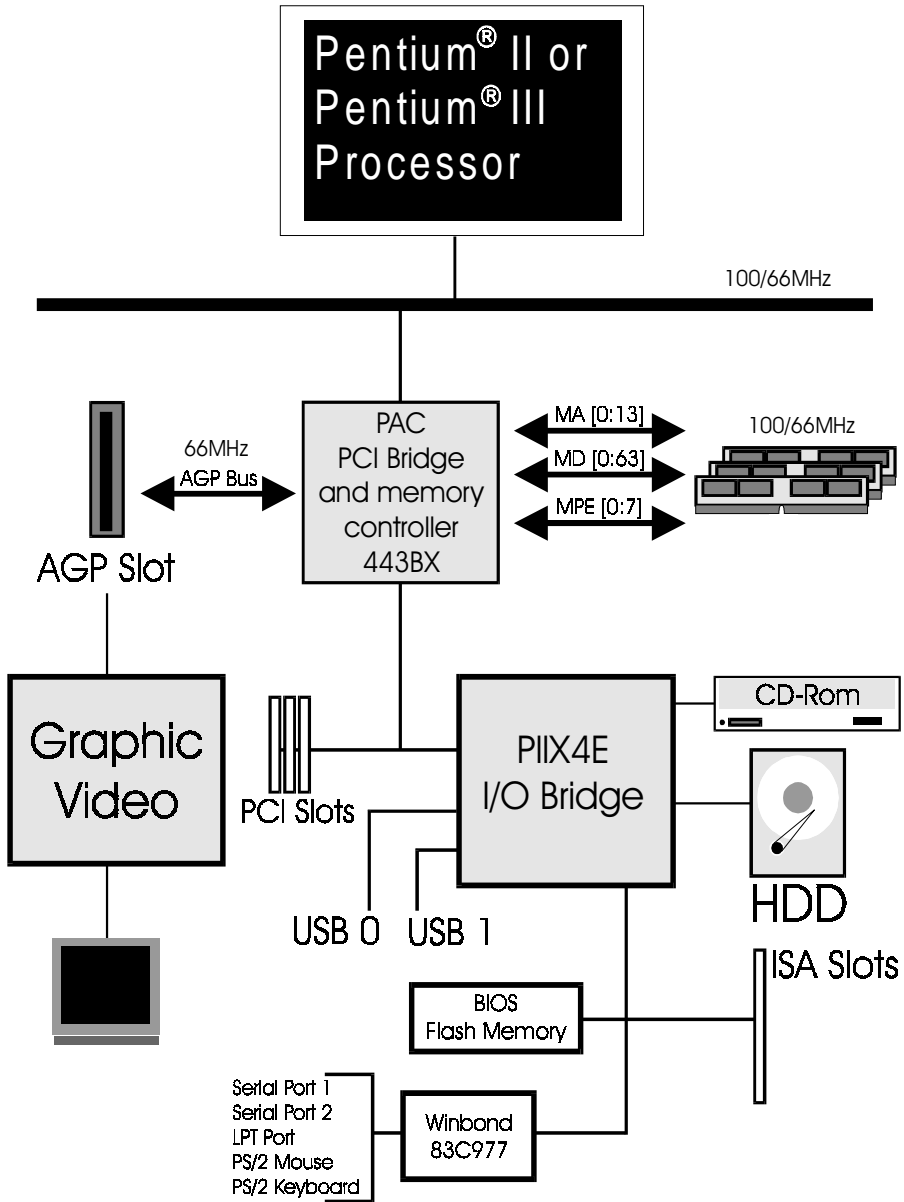 Pentium® II or
Pentium® III
Processor
100/66MHz
PAC
PCI Bridge
and memory
controller
443BX
MA [0:13]
MD [0:63]
MPE [0:7]
100/66MHz
66MHz
AGP Bus
AGP Slot
Graphic
Video
PCI Slots
PIIX4E
I/O Bridge
CD-Rom
HDD
USB 0
USB 1
ISA Slots
BIOS
Flash Memory
Serial Port 1
Serial Port 2
LPT Port
PS/2 Mouse
PS/2 Keyboard
Winbond
83C977